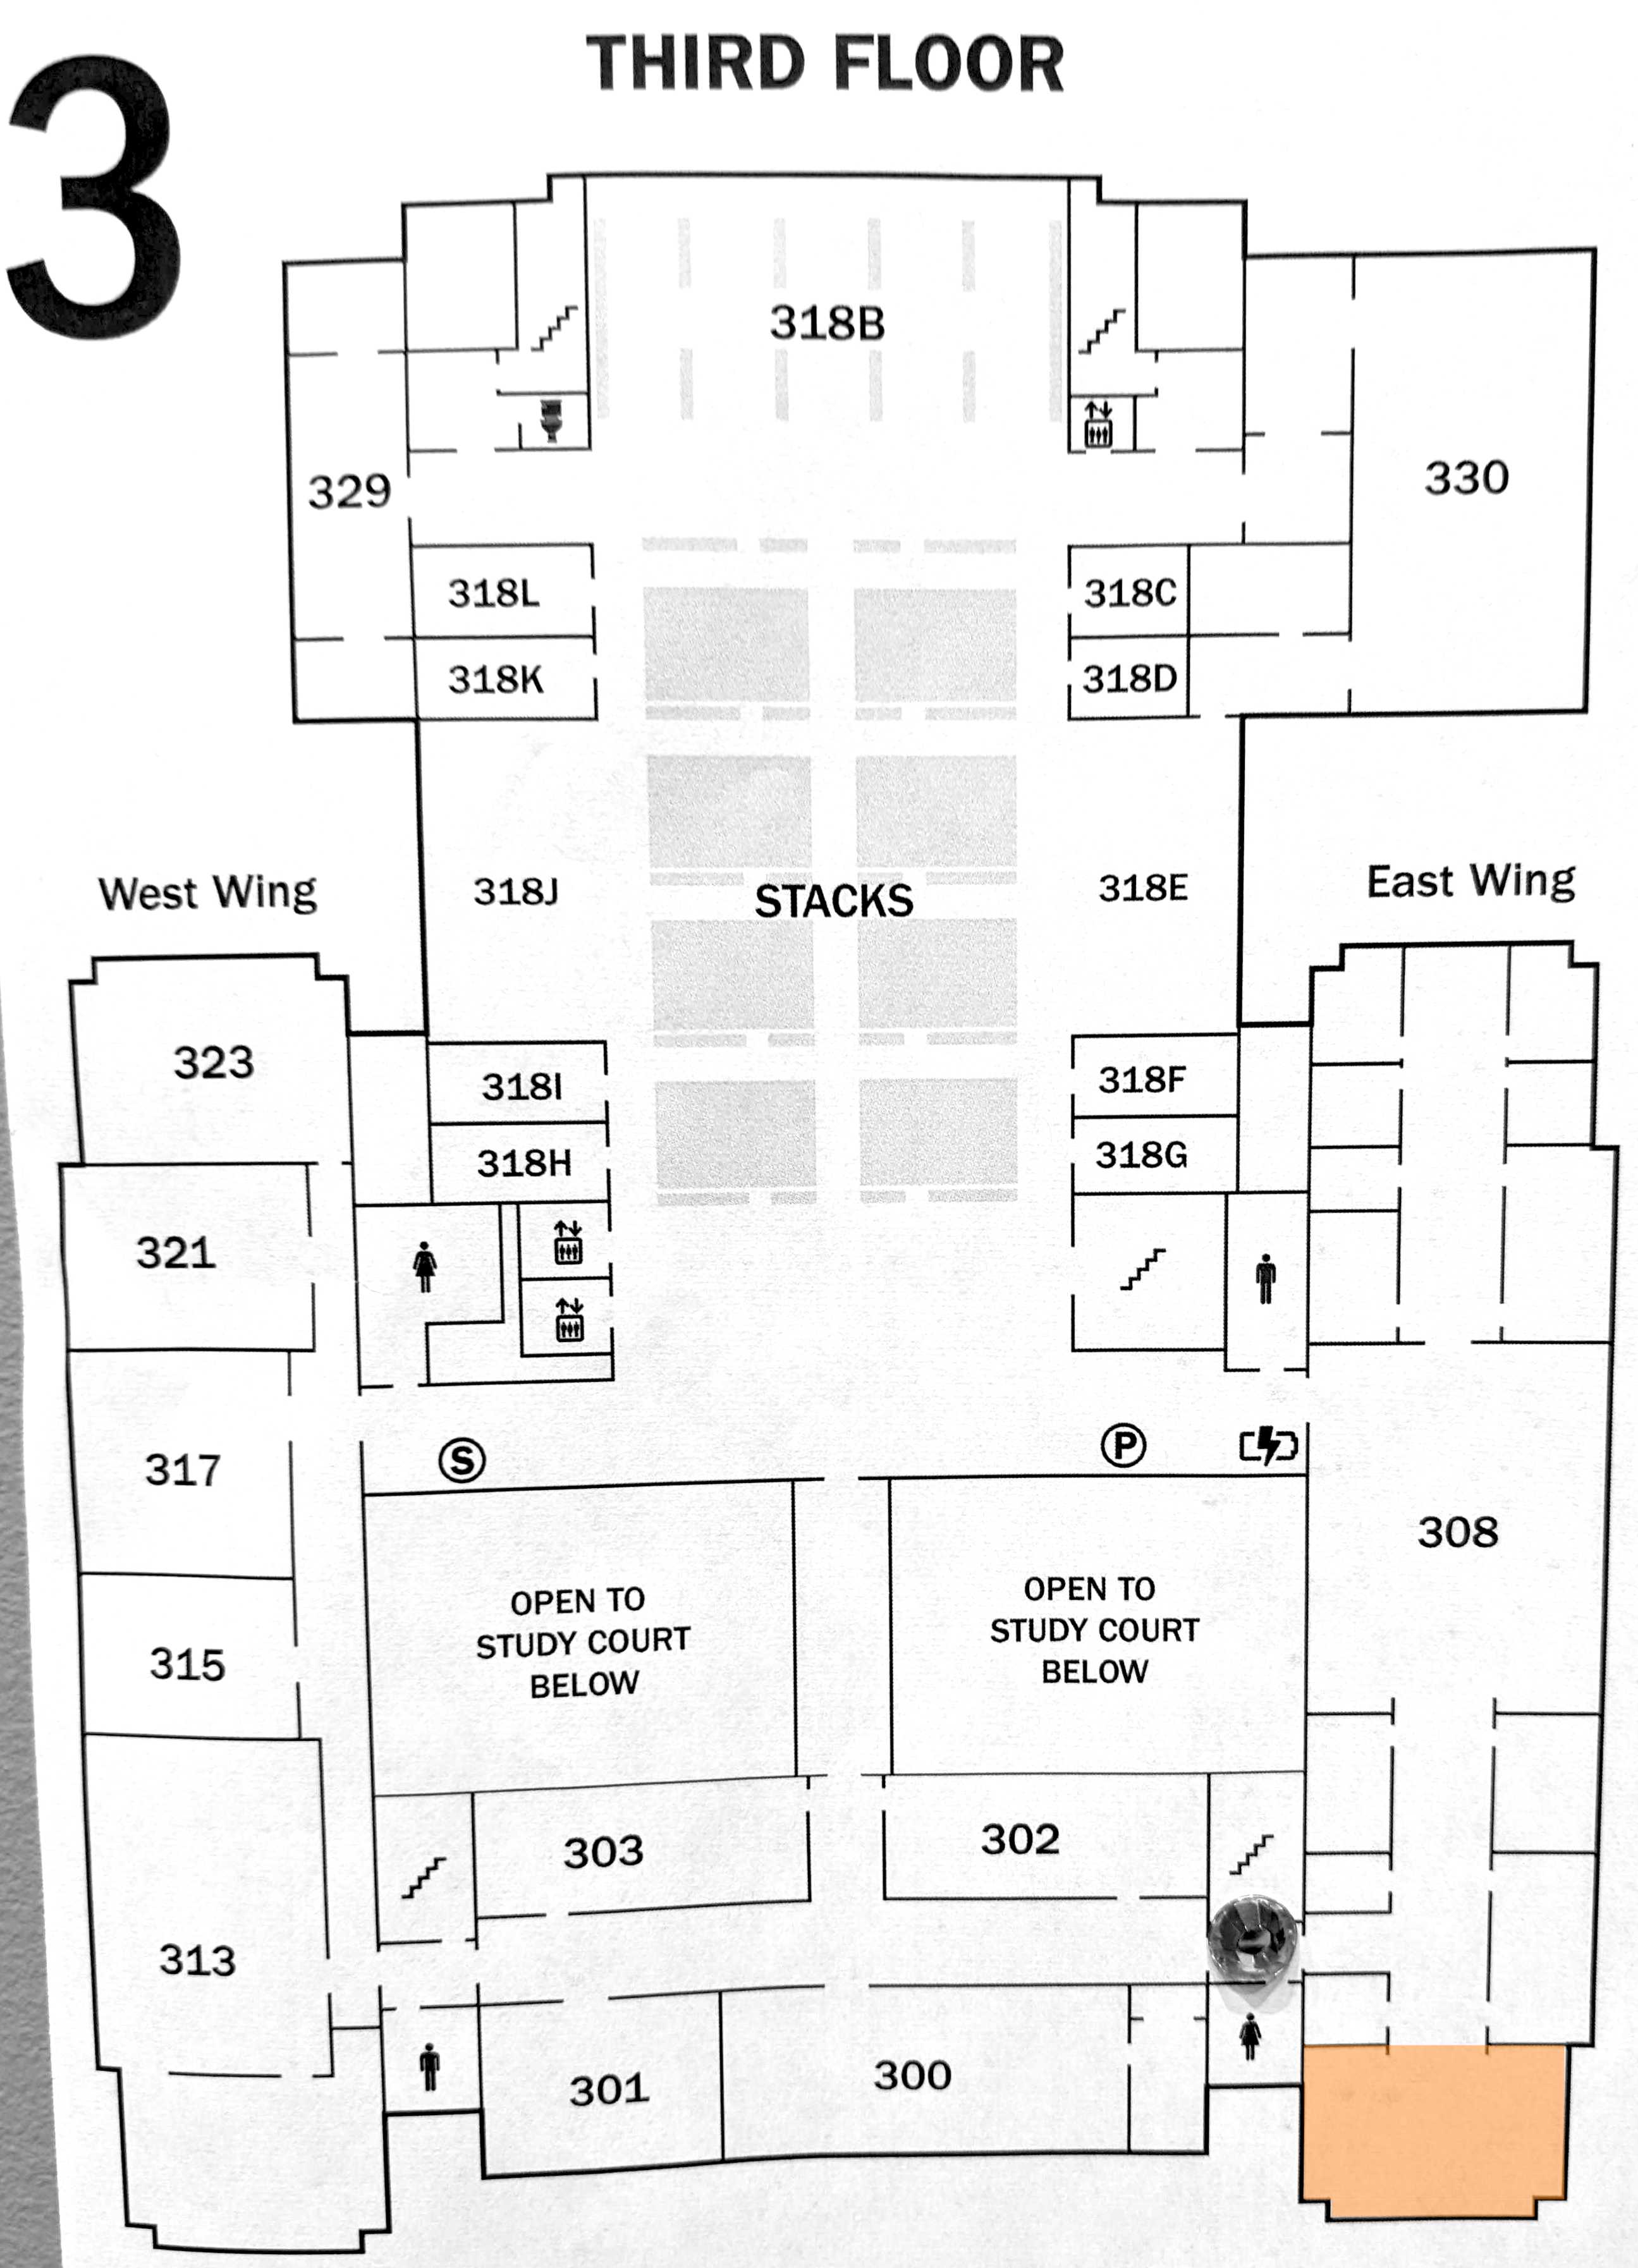 THIRD FLOOR
3
318B
329
330
318L
318C
318K
318D
West Wing
318J
STACKS
318E
East Wing
323
318I
318F
318H
318G
321
317
S
P
308
OPEN TO
STUDY COURT
BELOW
OPEN TO
STUDY COURT
BELOW
315
303
302
313
301
300